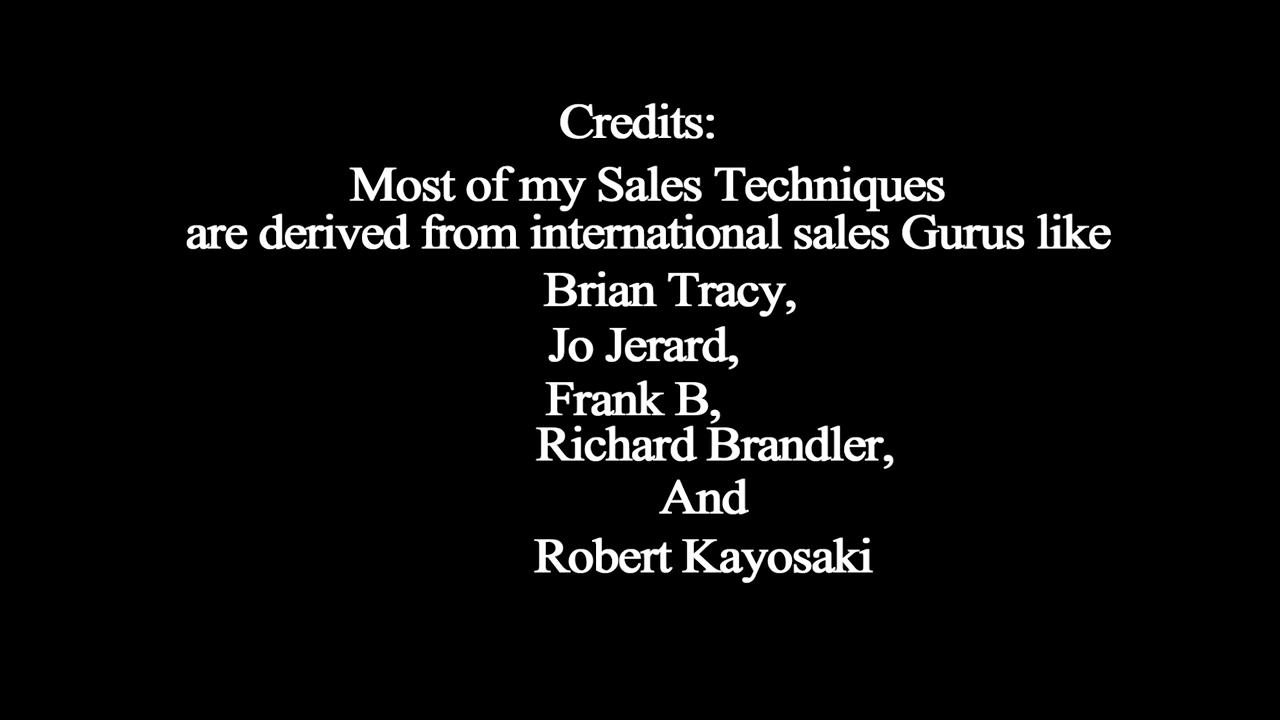 Credits:
Most of my Sales Techniques
are derived from international sales Gurus like
Brian Tracy,
Jo Jerard,
Frank B,
Richard Brandler,
And
Robert Kayosaki